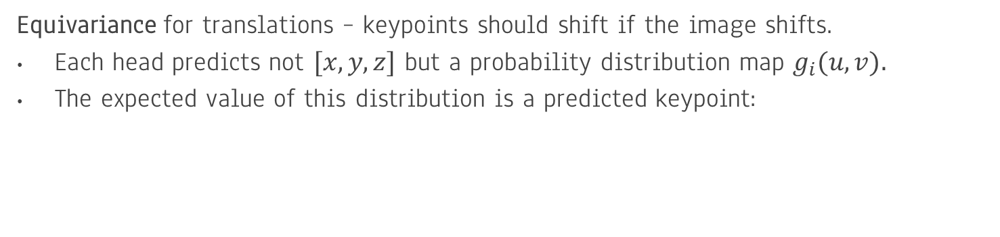 Equivariance for translations – keypoints should shift if the image shifts.
• Each head predicts not [x, y, z] but a probability distribution map gᵢ(u, v).
• The expected value of this distribution is a predicted keypoint: